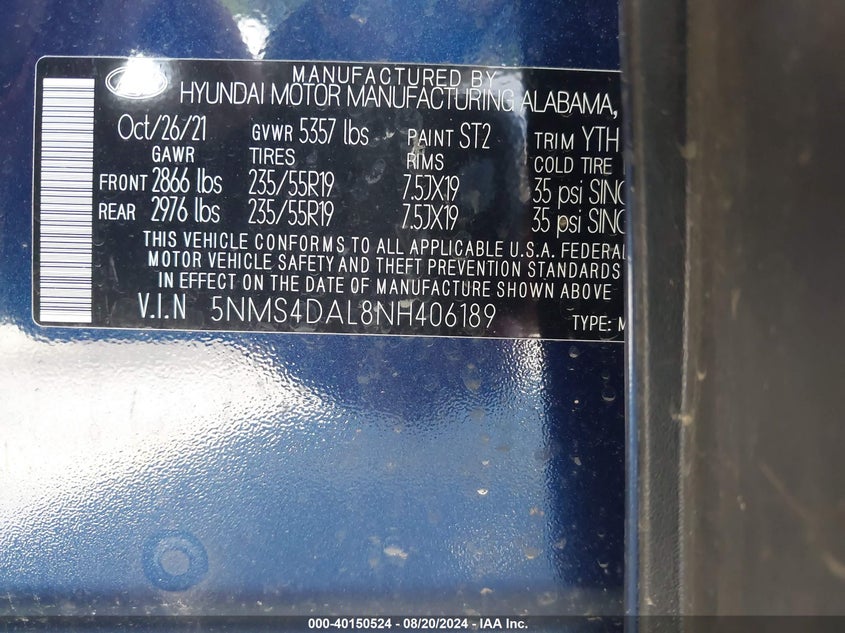 MANUFACTURED BY
HYUNDAI MOTOR MANUFACTURING ALABAMA,
Oct/26/21 GVWR 5357 lbs PAINT ST2 TRIM YTH
GAWR TIRES RIMS COLD TIRE
FRONT 2866 lbs 235/55R19 7.5JX19 35 psi SING
REAR 2976 lbs 235/55R19 7.5JX19 35 psi SING
THIS VEHICLE CONFORMS TO ALL APPLICABLE U.S.A. FEDERAL
MOTOR VEHICLE SAFETY AND THEFT PREVENTION STANDARDS
IN EFFECT ON THE DATE OF MANUFACTURE SHOWN ABOVE
V.I.N 5NMS4DAL8NH406189 TYPE: M
000-40150524 - 08/20/2024 - IAA Inc.